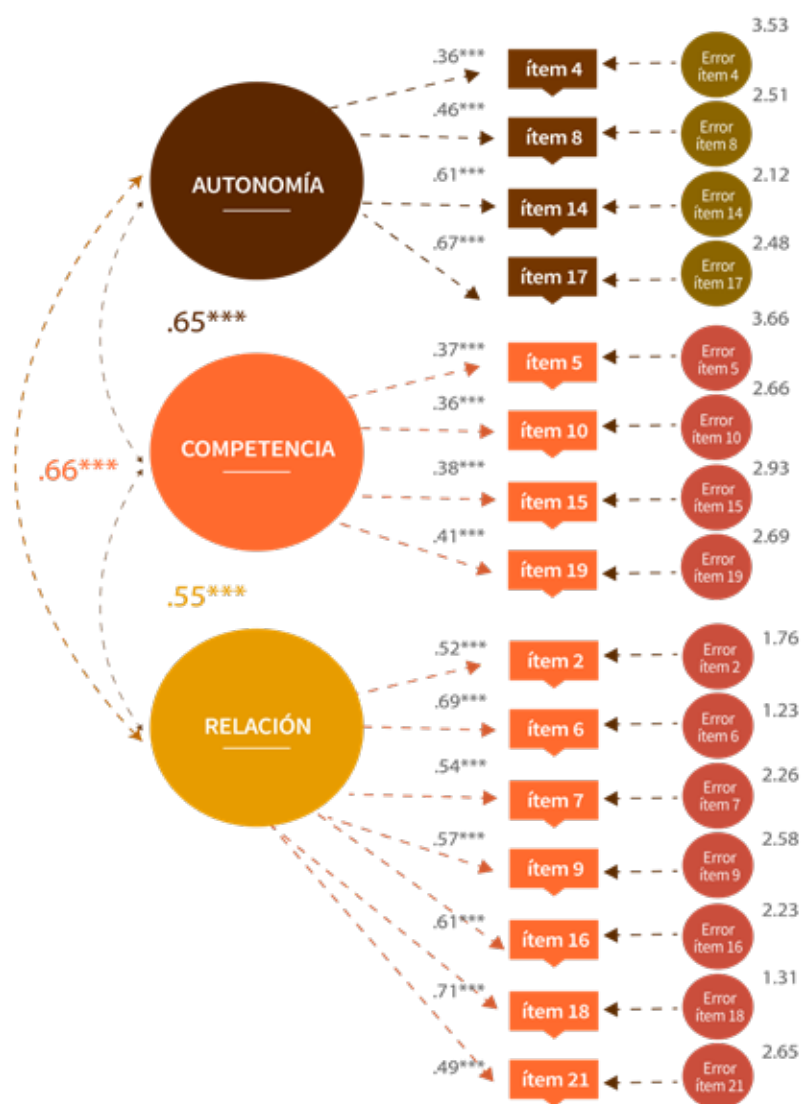 3.53
.36***
ítem 4
Error
ítem 4
2.51
.46***
ítem 8
Error
ítem 8
AUTONOMÍA
2.12
.61***
ítem 14
Error
ítem 14
2.48
.67***
ítem 17
Error
ítem 17
.65***
3.66
.37***
ítem 5
Error
ítem 5
2.66
.36***
ítem 10
Error
ítem 10
COMPETENCIA
.66***
2.93
.38***
ítem 15
Error
ítem 15
2.69
.41***
ítem 19
Error
ítem 19
.55***
1.76
.52***
ítem 2
Error
ítem 2
1.23
.69***
ítem 6
Error
ítem 6
RELACIÓN
2.26
.54***
ítem 7
Error
ítem 7
2.58
.57***
ítem 9
Error
ítem 9
2.23
.61***
ítem 16
Error
ítem 16
1.31
.71***
ítem 18
Error
ítem 18
2.65
.49***
ítem 21
Error
ítem 21